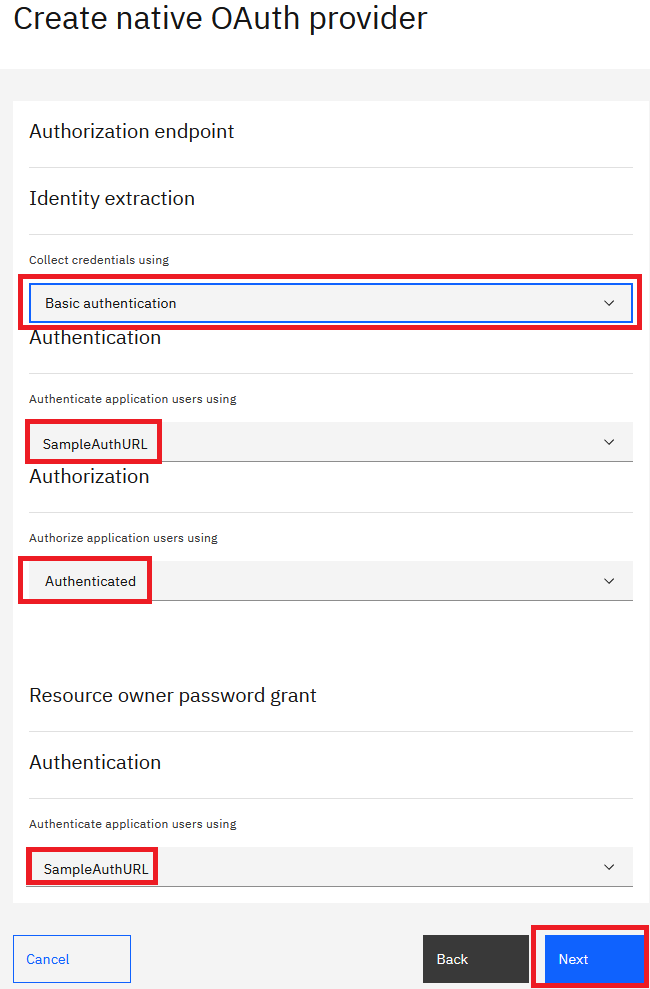 Create native OAuth provider
Authorization endpoint
Identity extraction
Collect credentials using
Basic authentication
Authentication
Authenticate application users using
SampleAuthURL
Authorization
Authorize application users using
Authenticated
Resource owner password grant
Authentication
Authenticate application users using
SampleAuthURL
Cancel
Back
Next